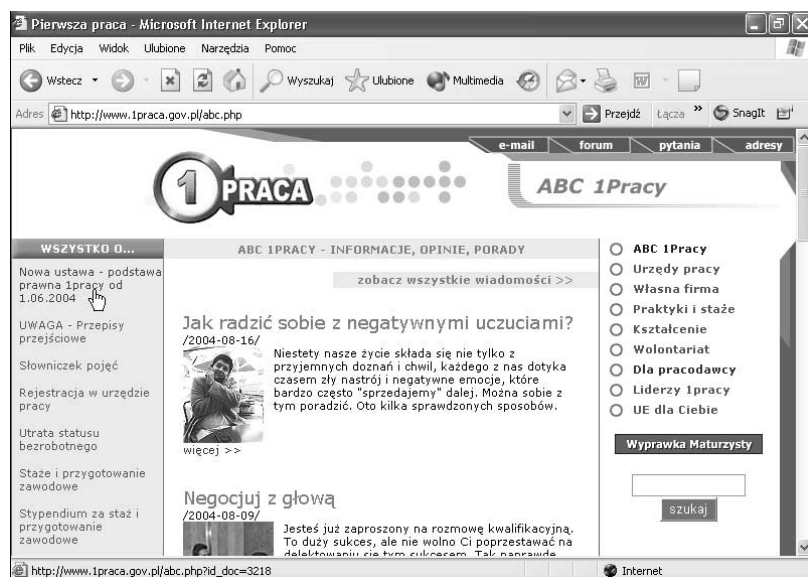 Pierwsza praca - Microsoft Internet Explorer
Plik Edycja Widok Ulubione Narzędzia Pomoc
Wstecz Wyszukaj Ulubione Multimedia
Adres http://www.1praca.gov.pl/abc.php Przejdź Łącza » SnagIt
e-mail forum pytania adresy
1 PRACA
ABC 1Pracy
WSZYSTKO O...
Nowa ustawa - podstawa
prawna 1pracy od
1.06.2004
UWAGA - Przepisy
przejściowe
Słowniczek pojęć
Rejestracja w urzędzie
pracy
Utrata statusu
bezrobotnego
Staże i przygotowanie
zawodowe
Stypendium za staż i
przygotowanie
zawodowe
ABC 1PRACY - INFORMACJE, OPINIE, PORADY
zobacz wszystkie wiadomości >>
Jak radzić sobie z negatywnymi uczuciami?
/2004-08-16/
Niestety nasze życie składa się nie tylko z
przyjemnych doznań i chwil, każdego z nas dotyka
czasem zły nastrój i negatywne emocje, które
bardzo często "sprzedajemy" dalej. Można sobie z
tym poradzić. Oto kilka sprawdzonych sposobów.
więcej >>
Negocjuj z głową
/2004-08-09/
Jesteś już zaproszony na rozmowę kwalifikacyjną.
To duży sukces, ale nie wolno Ci poprzestawać na
delektowaniu się tym sukcesem. Tak naprawdę
ABC 1Pracy
Urzędy pracy
Własna firma
Praktyki i staże
Kształcenie
Wolontariat
Dla pracodawcy
Liderzy 1pracy
UE dla Ciebie
Wyprawka Maturzysty
szukaj
http://www.1praca.gov.pl/abc.php?id_doc=3218 Internet